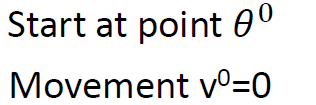 Start at point θ⁰
Movement v⁰=0